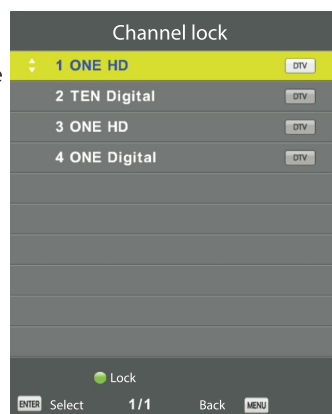 Channel lock
1 ONE HD DTV
e
2 TEN Digital DTV
3 ONE HD DTV
4 ONE Digital DTV
Lock
ENTER Select 1/1 Back MENU